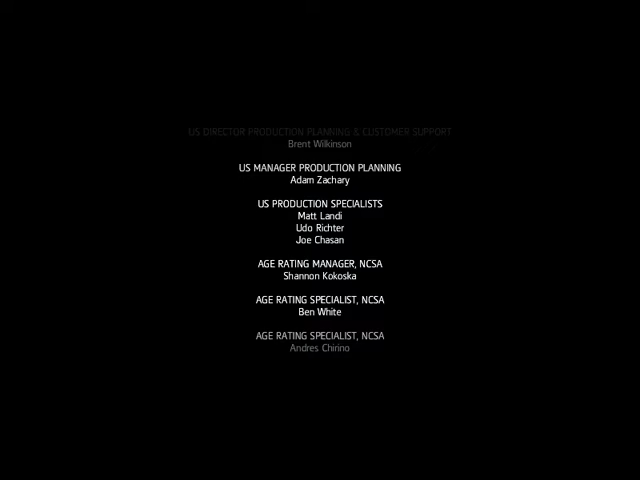 US DIRECTOR PRODUCTION PLANNING & CUSTOMER SUPPORT
Brent Wilkinson
US MANAGER PRODUCTION PLANNING
Adam Zachary
US PRODUCTION SPECIALISTS
Matt Landi
Udo Richter
Joe Chasan
AGE RATING MANAGER, NCSA
Shannon Kokoska
AGE RATING SPECIALIST, NCSA
Ben White
AGE RATING SPECIALIST, NCSA
Andres Chirino